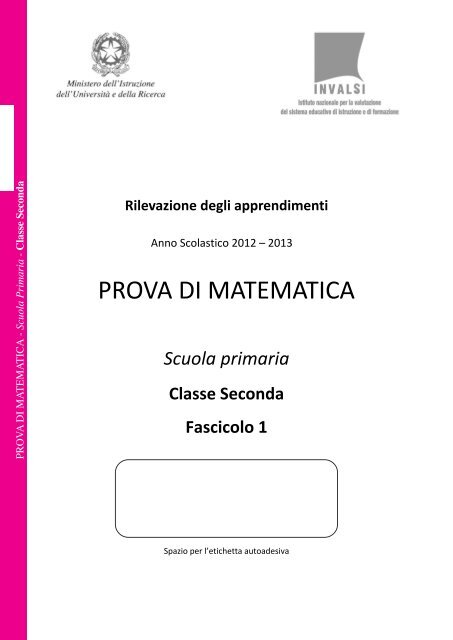 Ministero dell'Istruzione
dell'Università e della Ricerca
INVALSI
Istituto nazionale per la valutazione
del sistema educativo di istruzione e di formazione
PROVA DI MATEMATICA - Scuola Primaria - Classe Seconda
Rilevazione degli apprendimenti
Anno Scolastico 2012 – 2013
PROVA DI MATEMATICA
Scuola primaria
Classe Seconda
Fascicolo 1
Spazio per l'etichetta autoadesiva